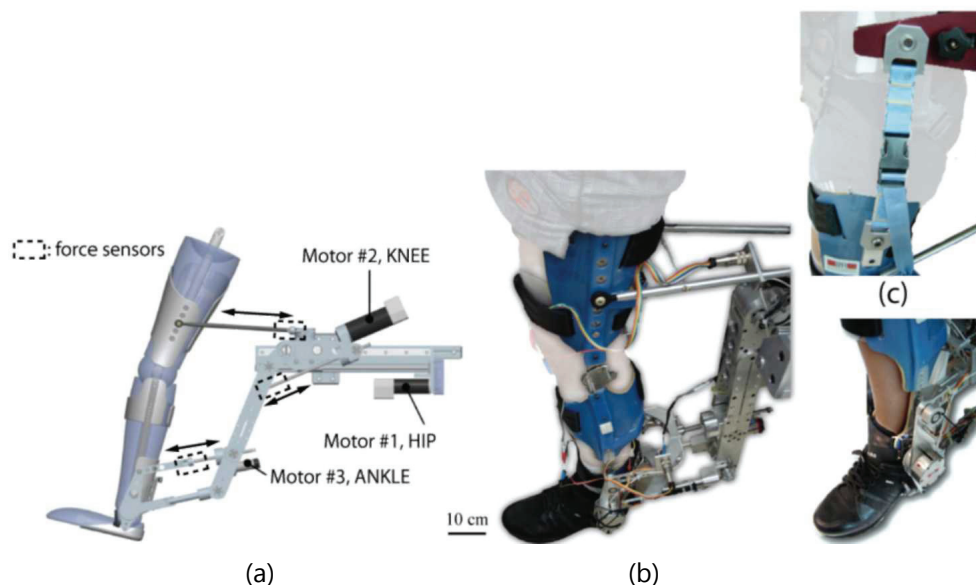 (c)
force sensors
Motor #2, KNEE
Motor #1, HIP
Motor #3, ANKLE
10 cm
(a)
(b)